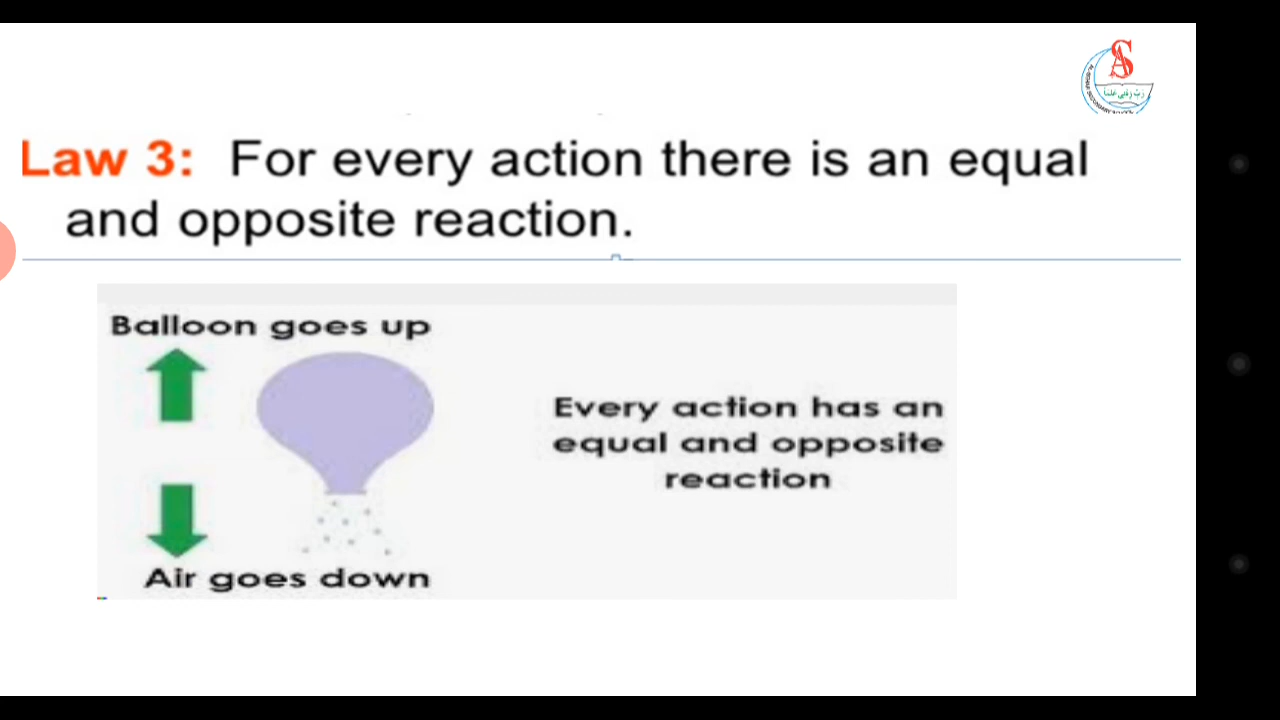 Law 3: For every action there is an equal
and opposite reaction.
Balloon goes up
Every action has an
equal and opposite
reaction
Air goes down